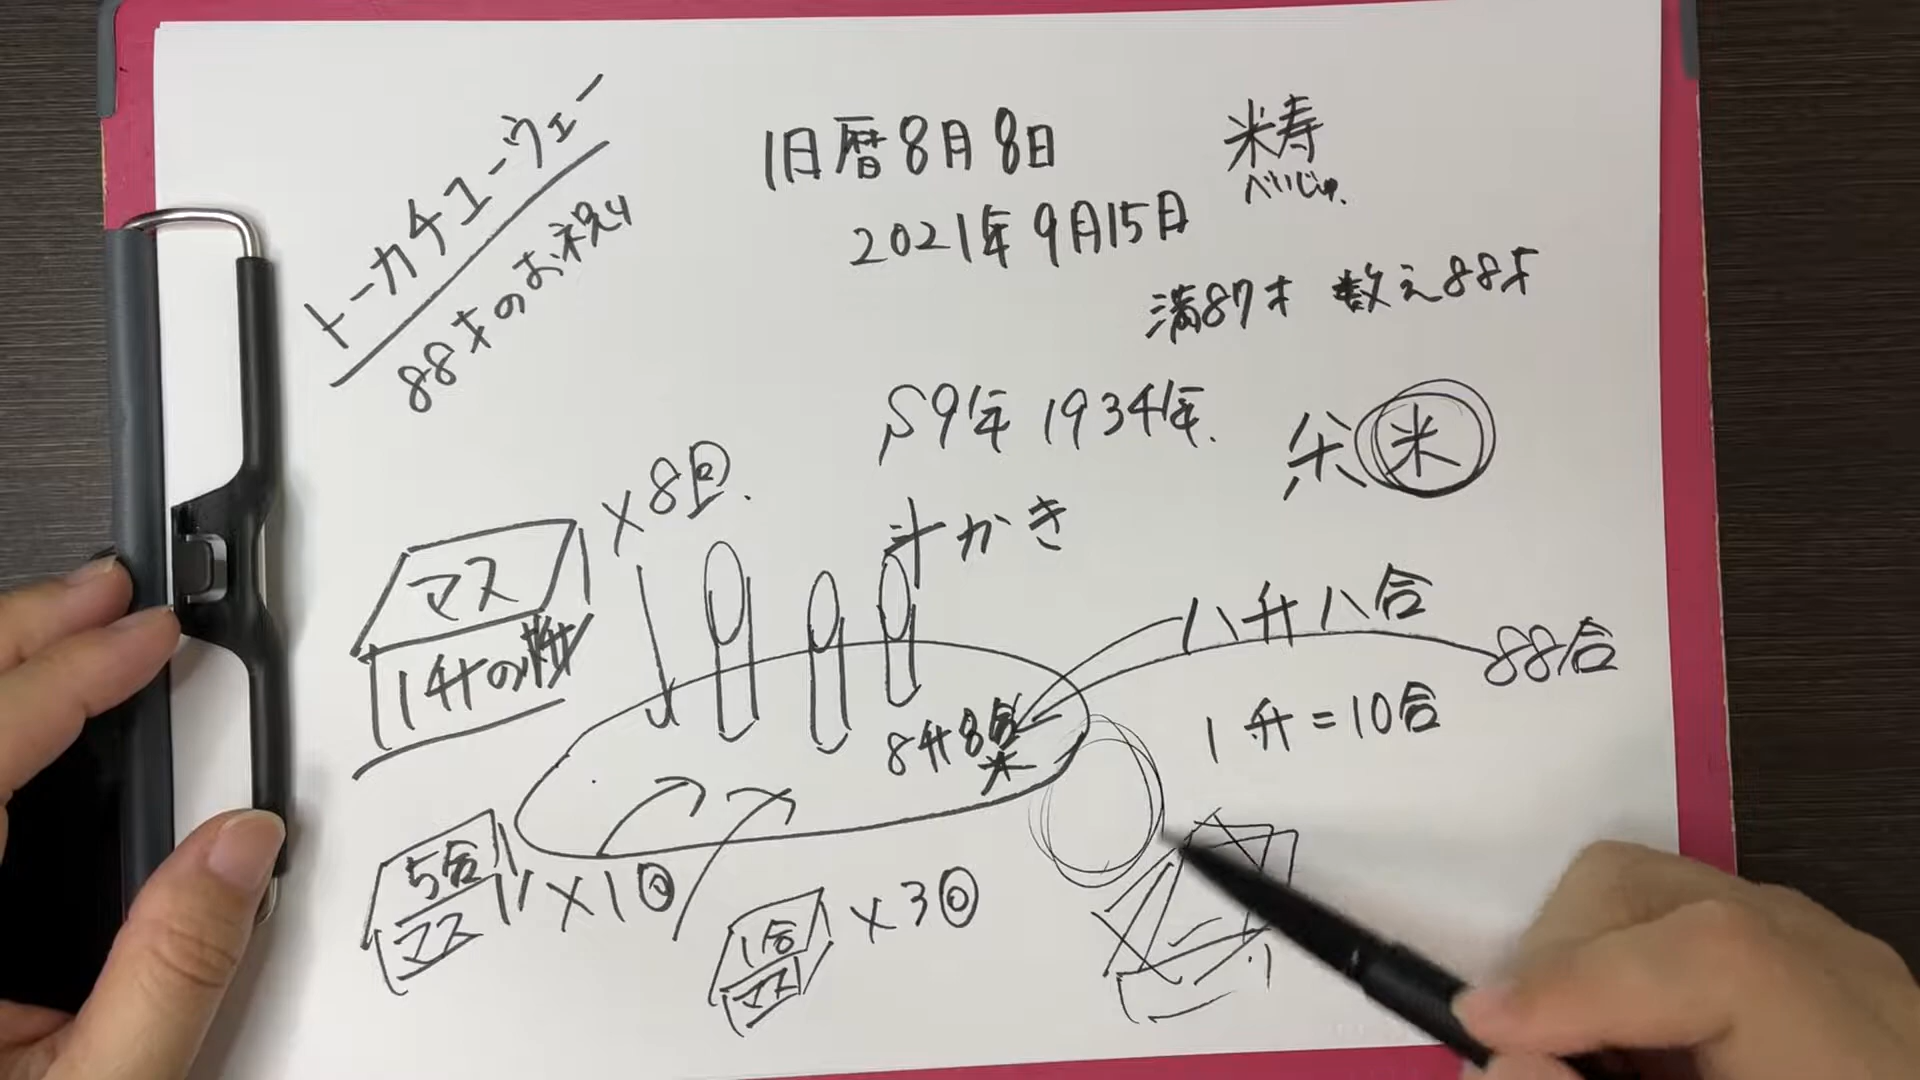 トーカチユーウェー
88才のお祝い
旧暦8月8日
2021年9月15日
米寿
べいじゅ.
満87才 数え88才
S9年 1934年.
米
×8回.
マス
1升の
斗かき
八升八合
88合
8升8合
米
1升=10合
5合
マス
×1回
1合
マス
×3回